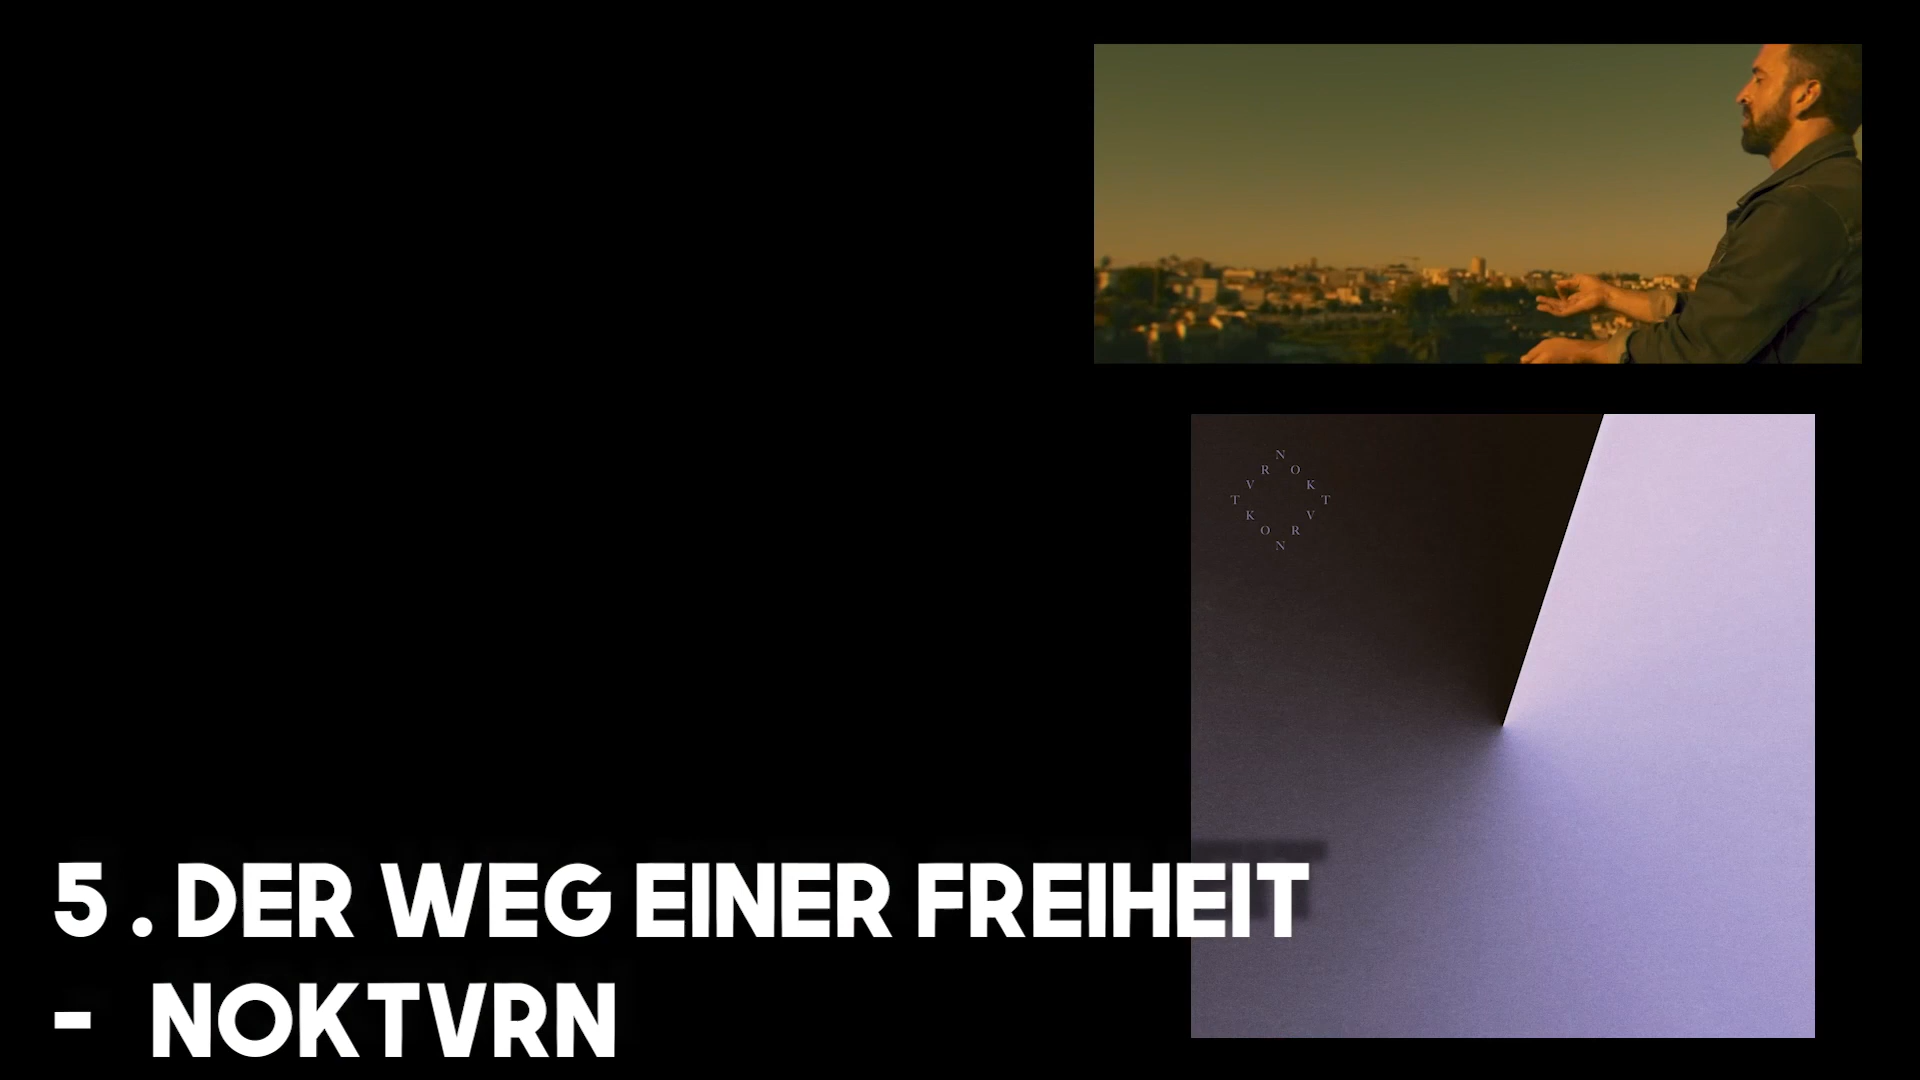 N
R O
V K
T T
K V
O R
N
5 . DER WEG EINER FREIHEIT
- NOKTVRN